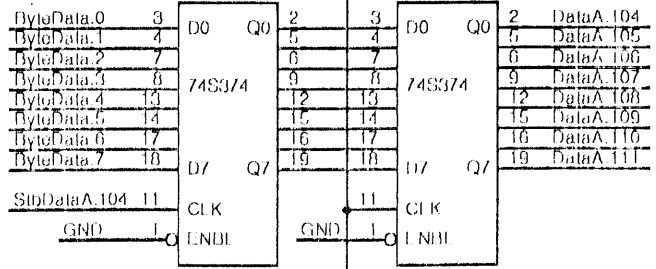 ByteData.0 3 D0 Q0 2 3 D0 Q0 2 DataA.104
ByteData.1 4 5 4 5 DataA.105
ByteData.2 7 6 7 6 DataA.106
ByteData.3 8 74S374 9 8 74S374 9 DataA.107
ByteData.4 13 12 13 12 DataA.108
ByteData.5 14 15 14 15 DataA.109
ByteData.6 17 16 17 16 DataA.110
ByteData.7 18 D7 Q7 19 18 D7 Q7 19 DataA.111
StbDataA.104 11 CLK 11 CLK
GND 1 ENBL GND 1 ENBL